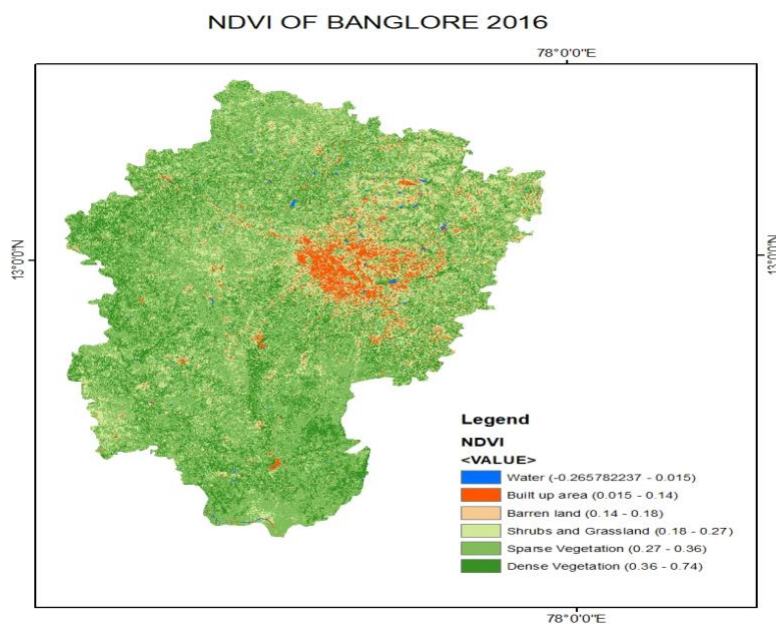 NDVI OF BANGLORE 2016
78°0'0"E
13°0'0"N
13°0'0"N
Legend
NDVI
<VALUE>
Water (-0.265782237 - 0.015)
Built up area (0.015 - 0.14)
Barren land (0.14 - 0.18)
Shrubs and Grassland (0.18 - 0.27)
Sparse Vegetation (0.27 - 0.36)
Dense Vegetation (0.36 - 0.74)
78°0'0"E